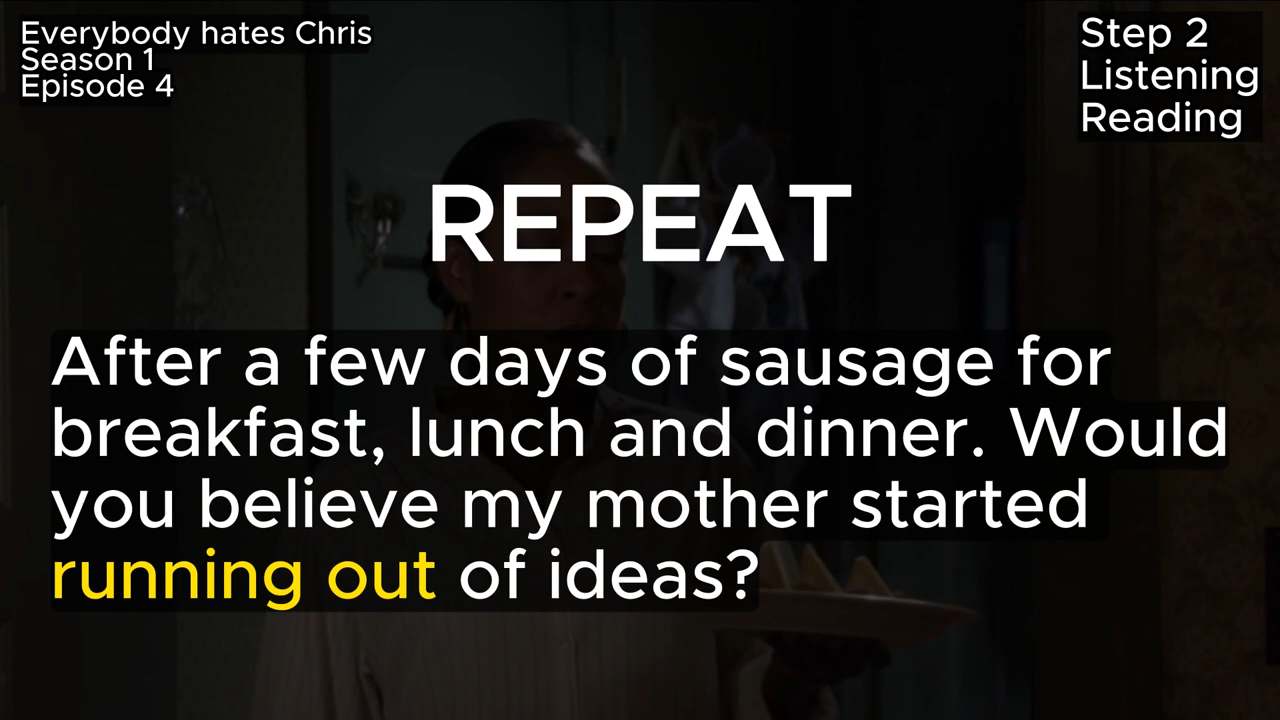 Everybody hates Chris
Season 1
Episode 4
Step 2
Listening
Reading
REPEAT
After a few days of sausage for
breakfast, lunch and dinner. Would
you believe my mother started
running out of ideas?